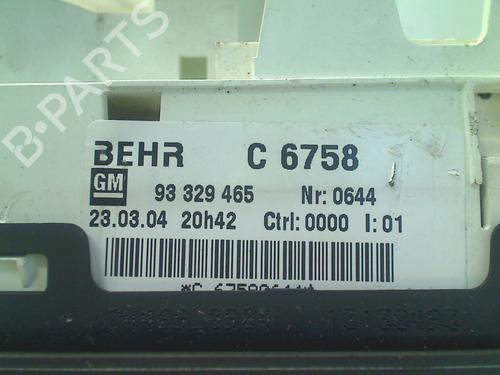 B-PARTS
BEHR C 6758
GM 93 329 465 Nr: 0644
23.03.04 20h42 Ctrl: 0000 I: 01